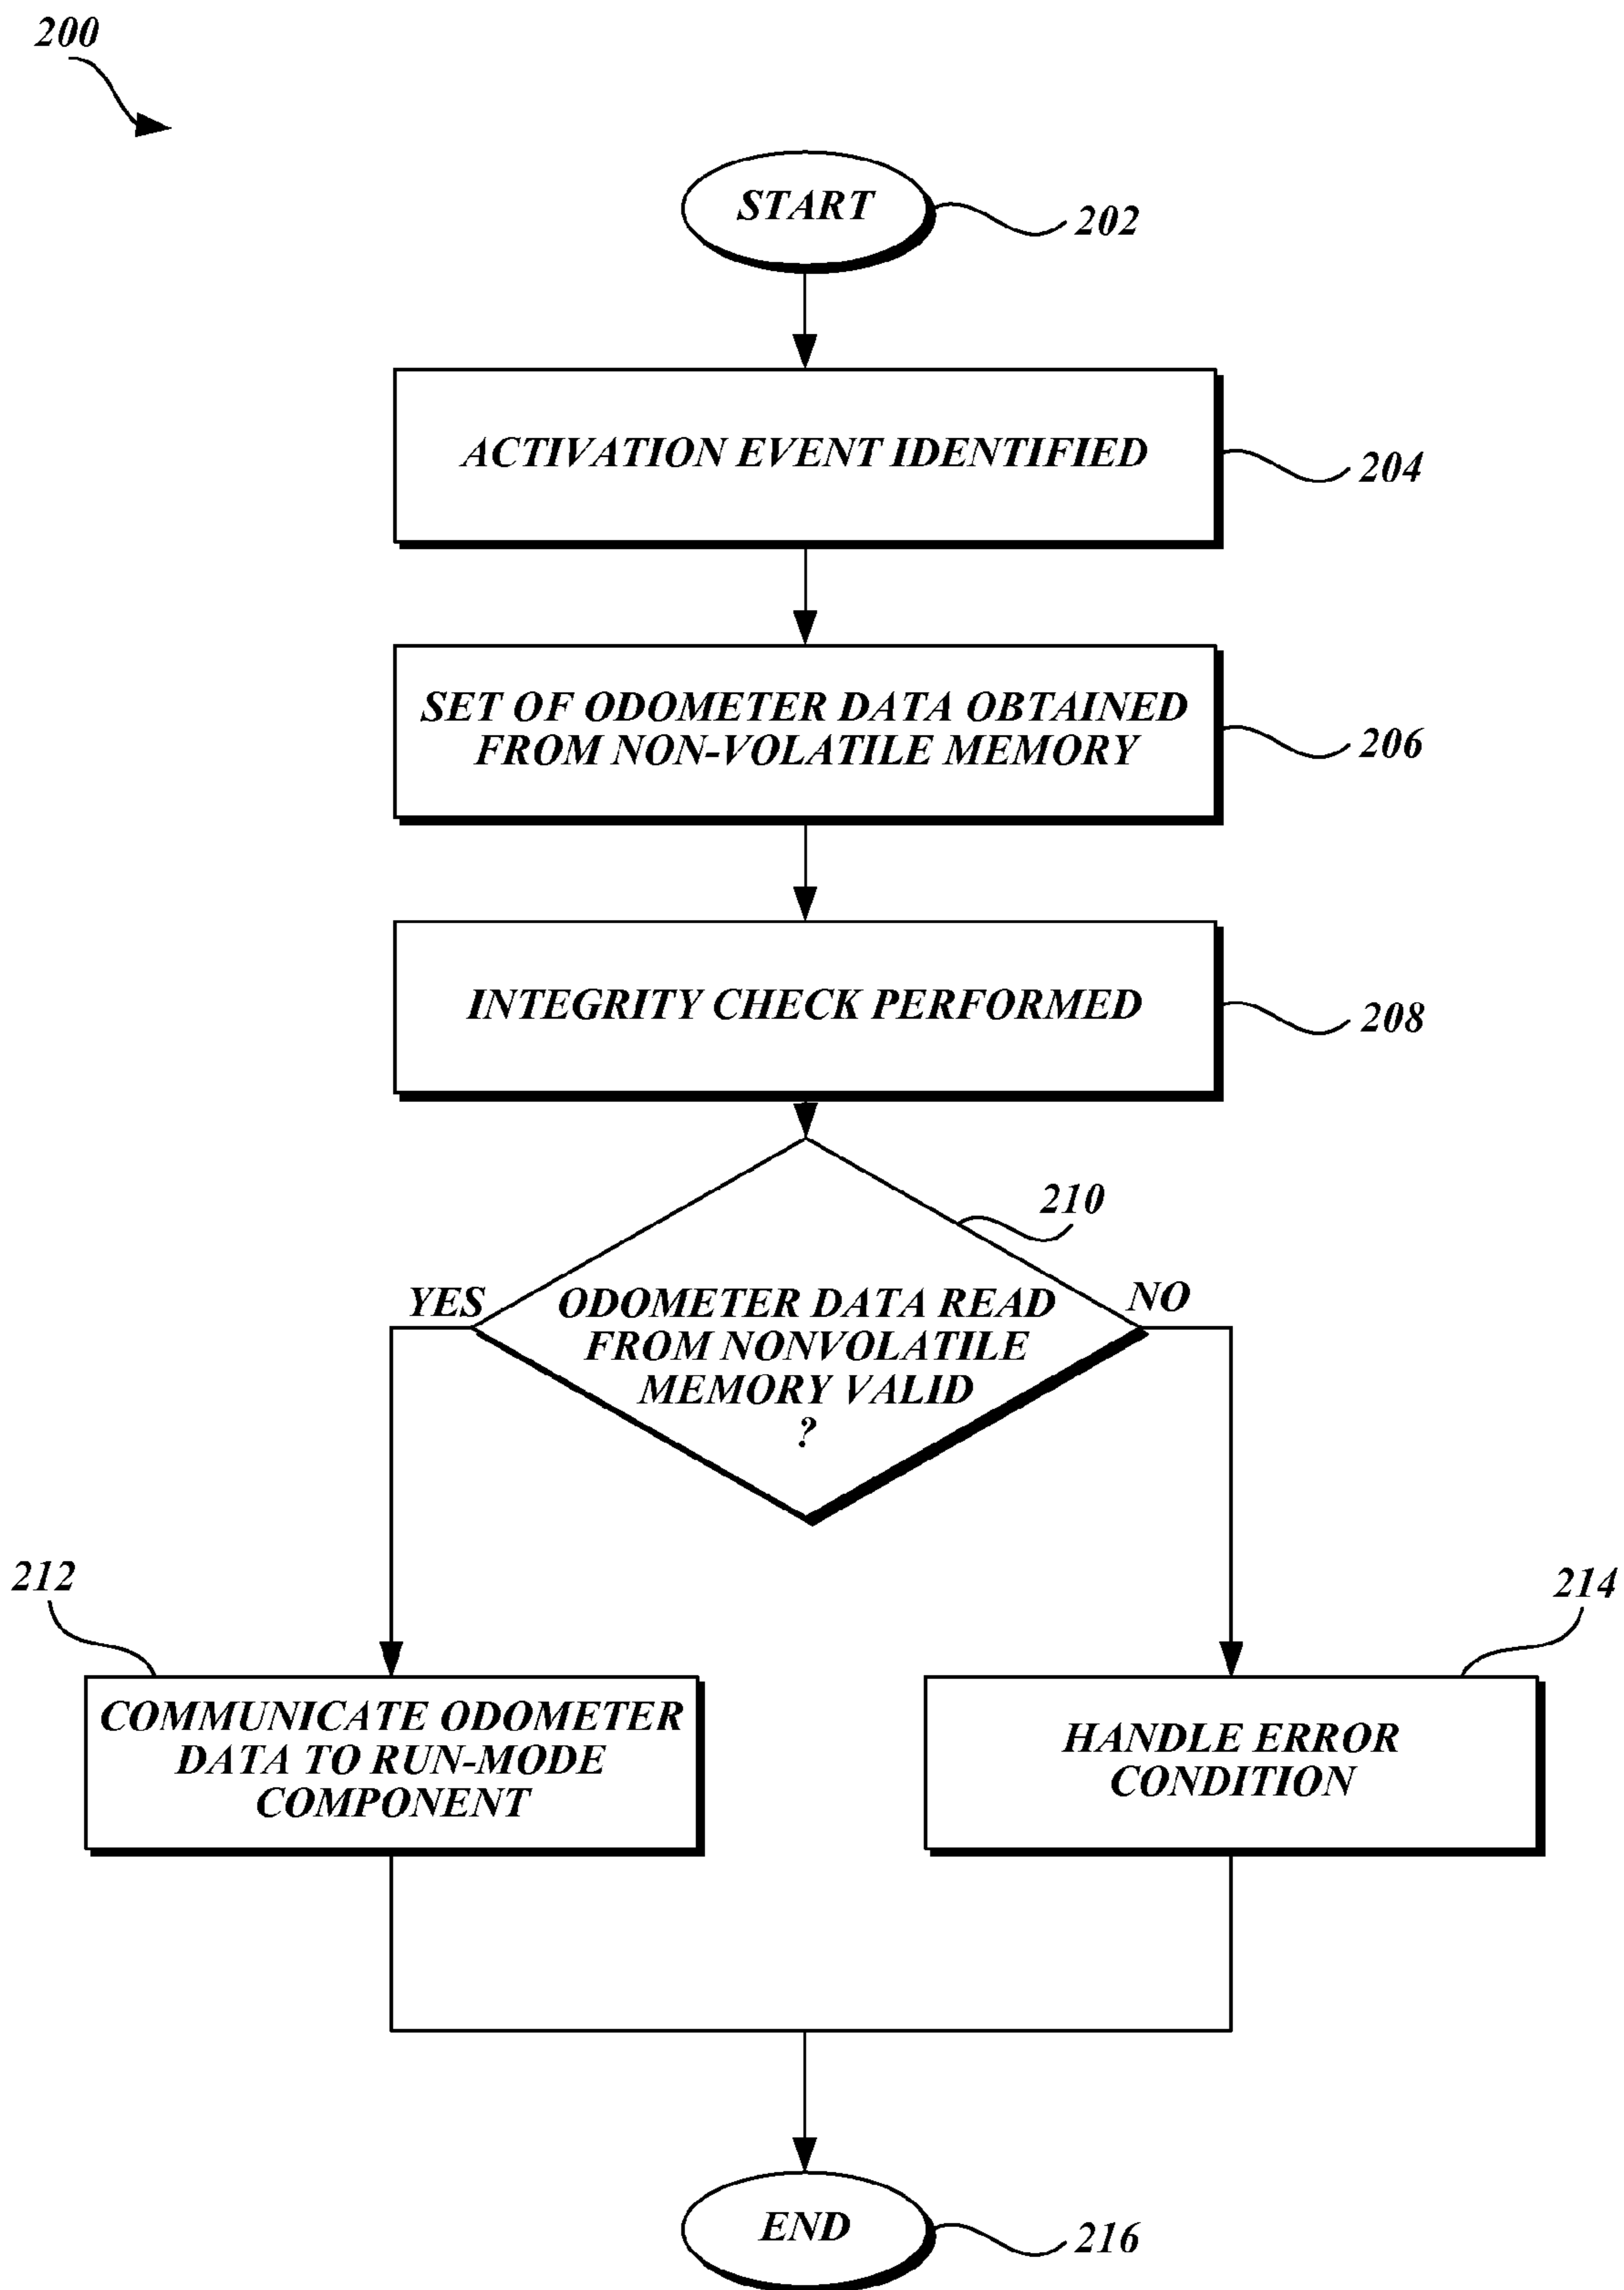 200
START
202
ACTIVATION EVENT IDENTIFIED
204
SET OF ODOMETER DATA OBTAINED
FROM NON-VOLATILE MEMORY
206
INTEGRITY CHECK PERFORMED
208
210
YES
NO
ODOMETER DATA READ
FROM NONVOLATILE
MEMORY VALID
?
212
214
COMMUNICATE ODOMETER
DATA TO RUN-MODE
COMPONENT
HANDLE ERROR
CONDITION
END
216